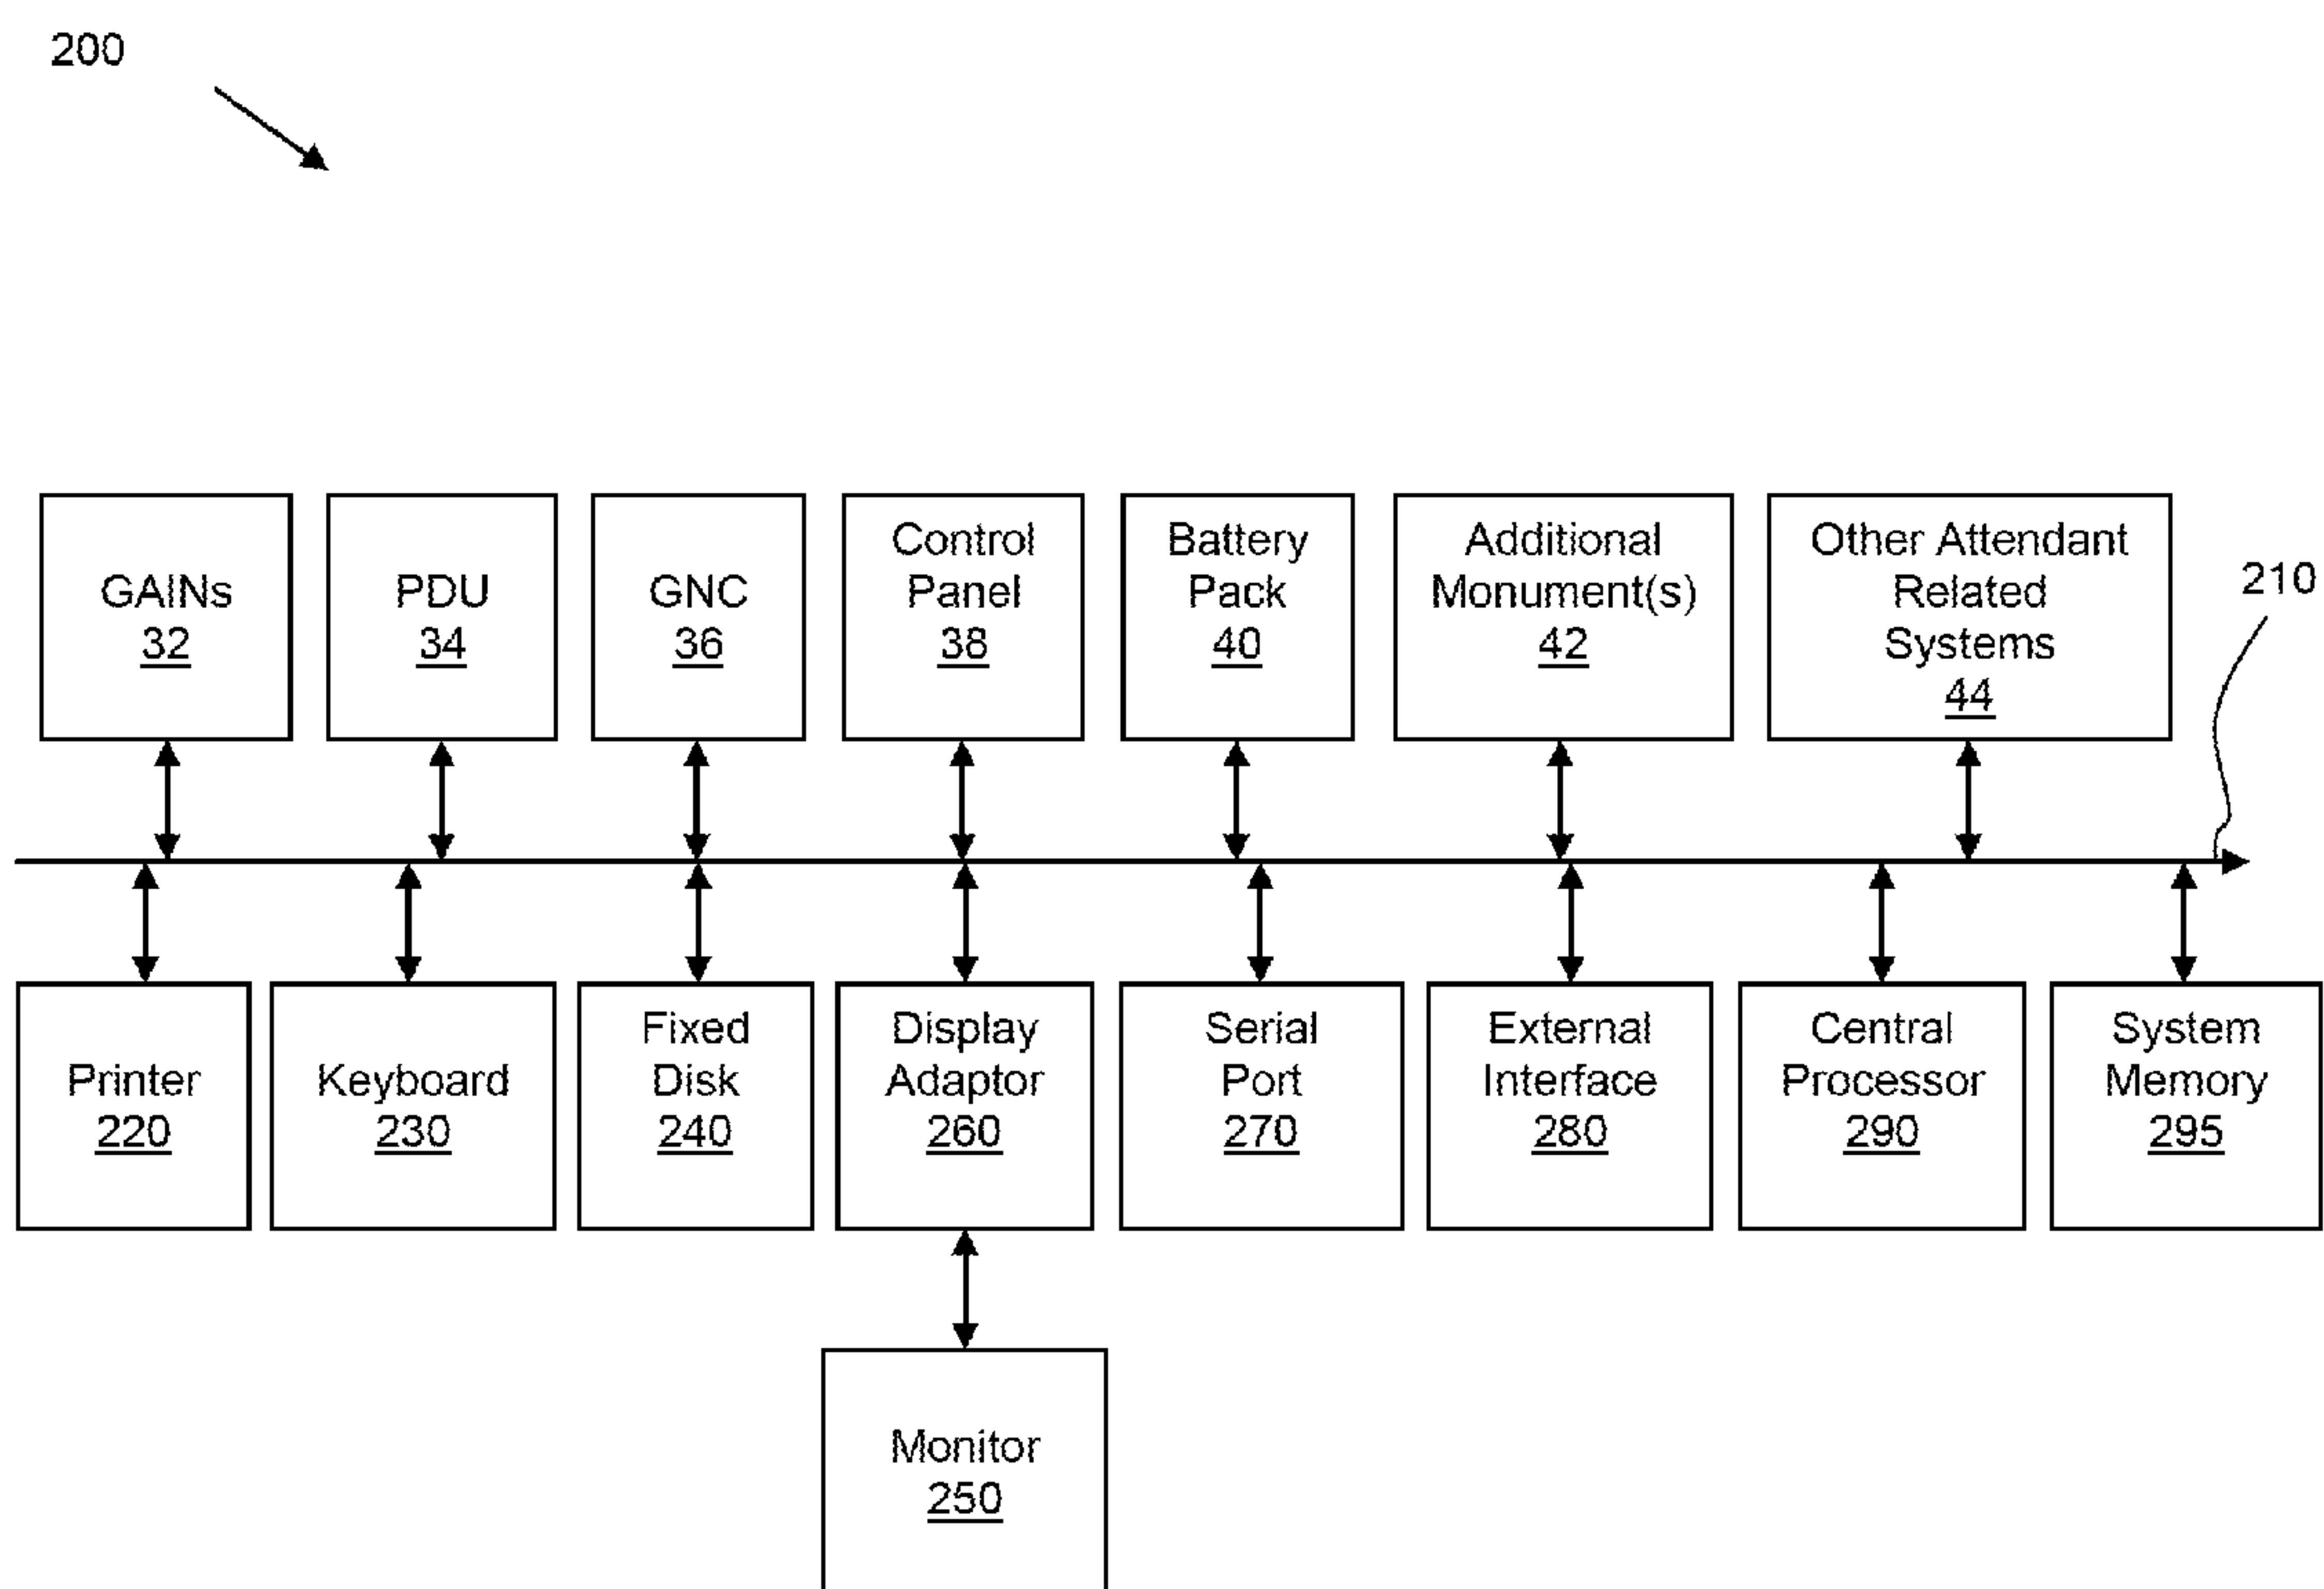 200
GAINs
32
PDU
34
GNC
36
Control
Panel
38
Battery
Pack
40
Additional
Monument(s)
42
Other Attendant
Related
Systems
44
210
Printer
220
Keyboard
230
Fixed
Disk
240
Display
Adaptor
260
Serial
Port
270
External
Interface
280
Central
Processor
290
System
Memory
295
Monitor
250